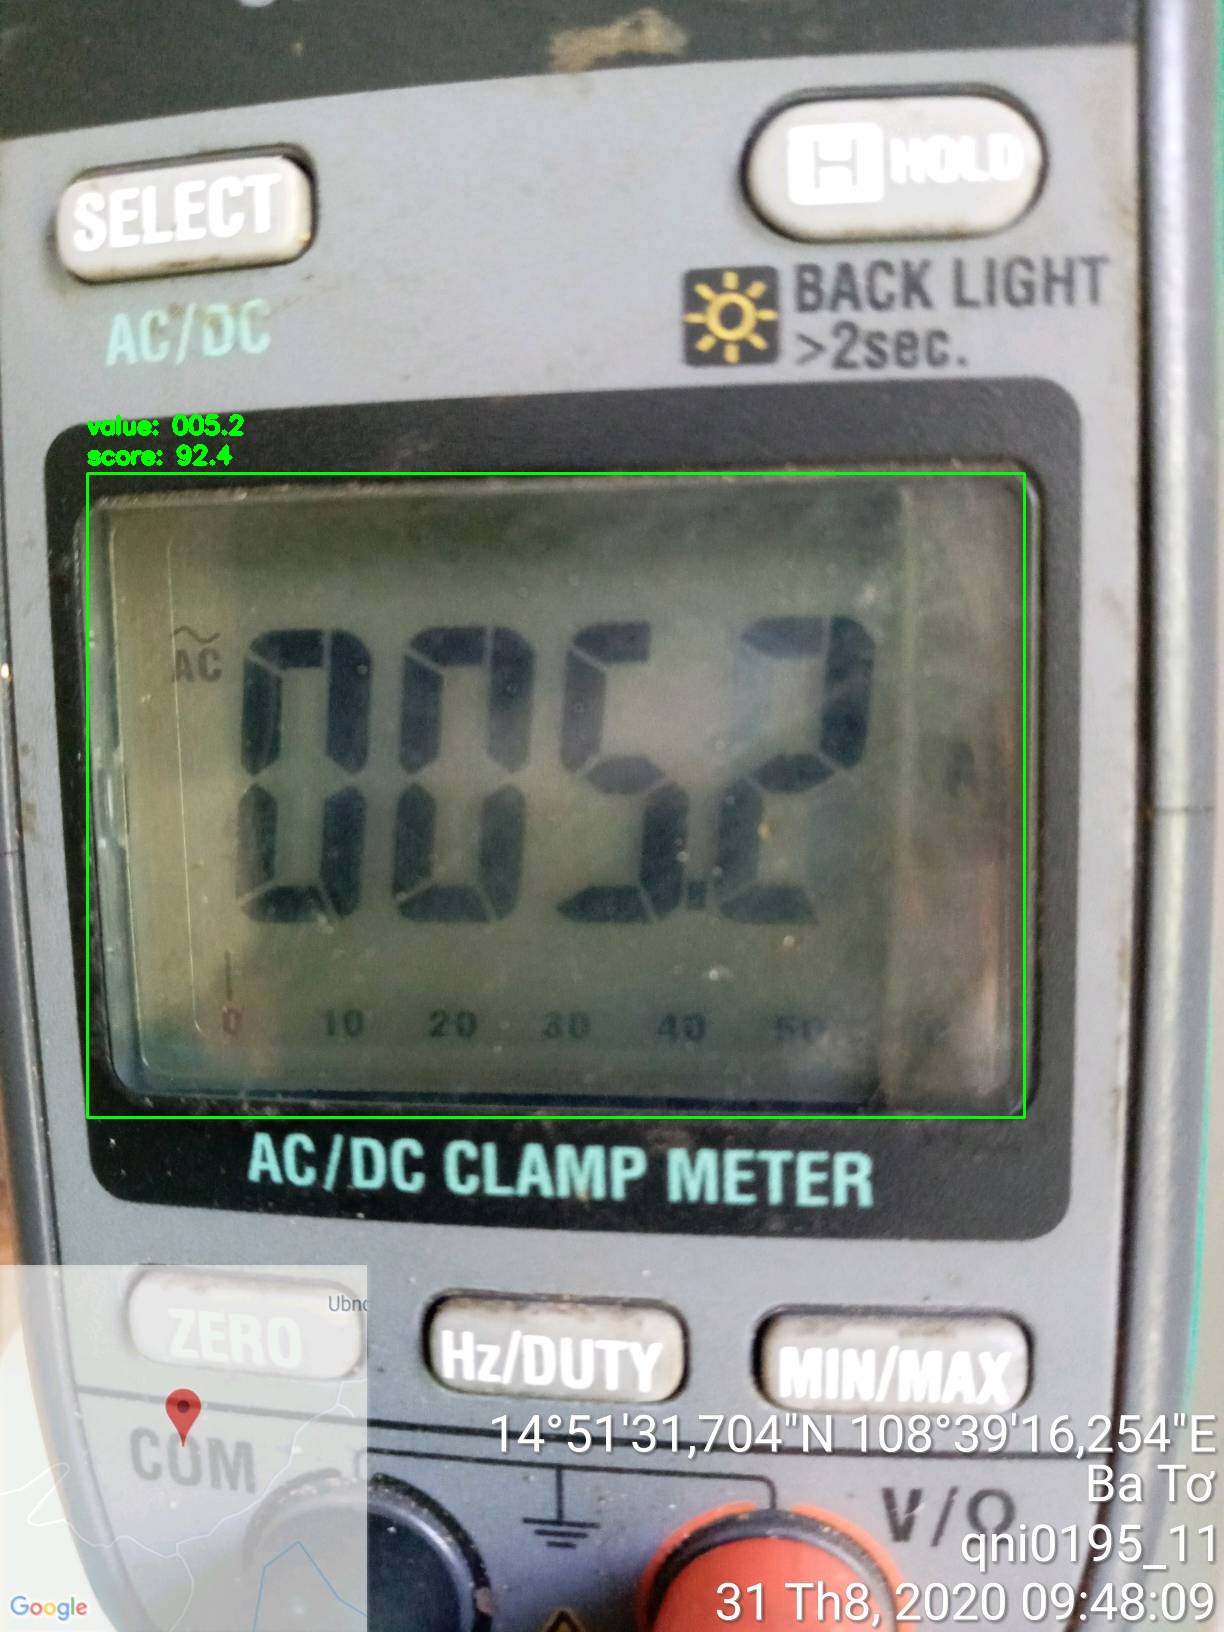 SELECT
H HOLD
AC/DC
BACK LIGHT
>2sec.
value: 005.2
score: 92.4
AC
005.2
0 10 20 30 40 50
AC/DC CLAMP METER
ZERO
Hz/DUTY
MIN/MAX
COM
V/Ω
14°51'31,704"N 108°39'16,254"E
Ba Tơ
qni0195_11
31 Th8, 2020 09:48:09
Google